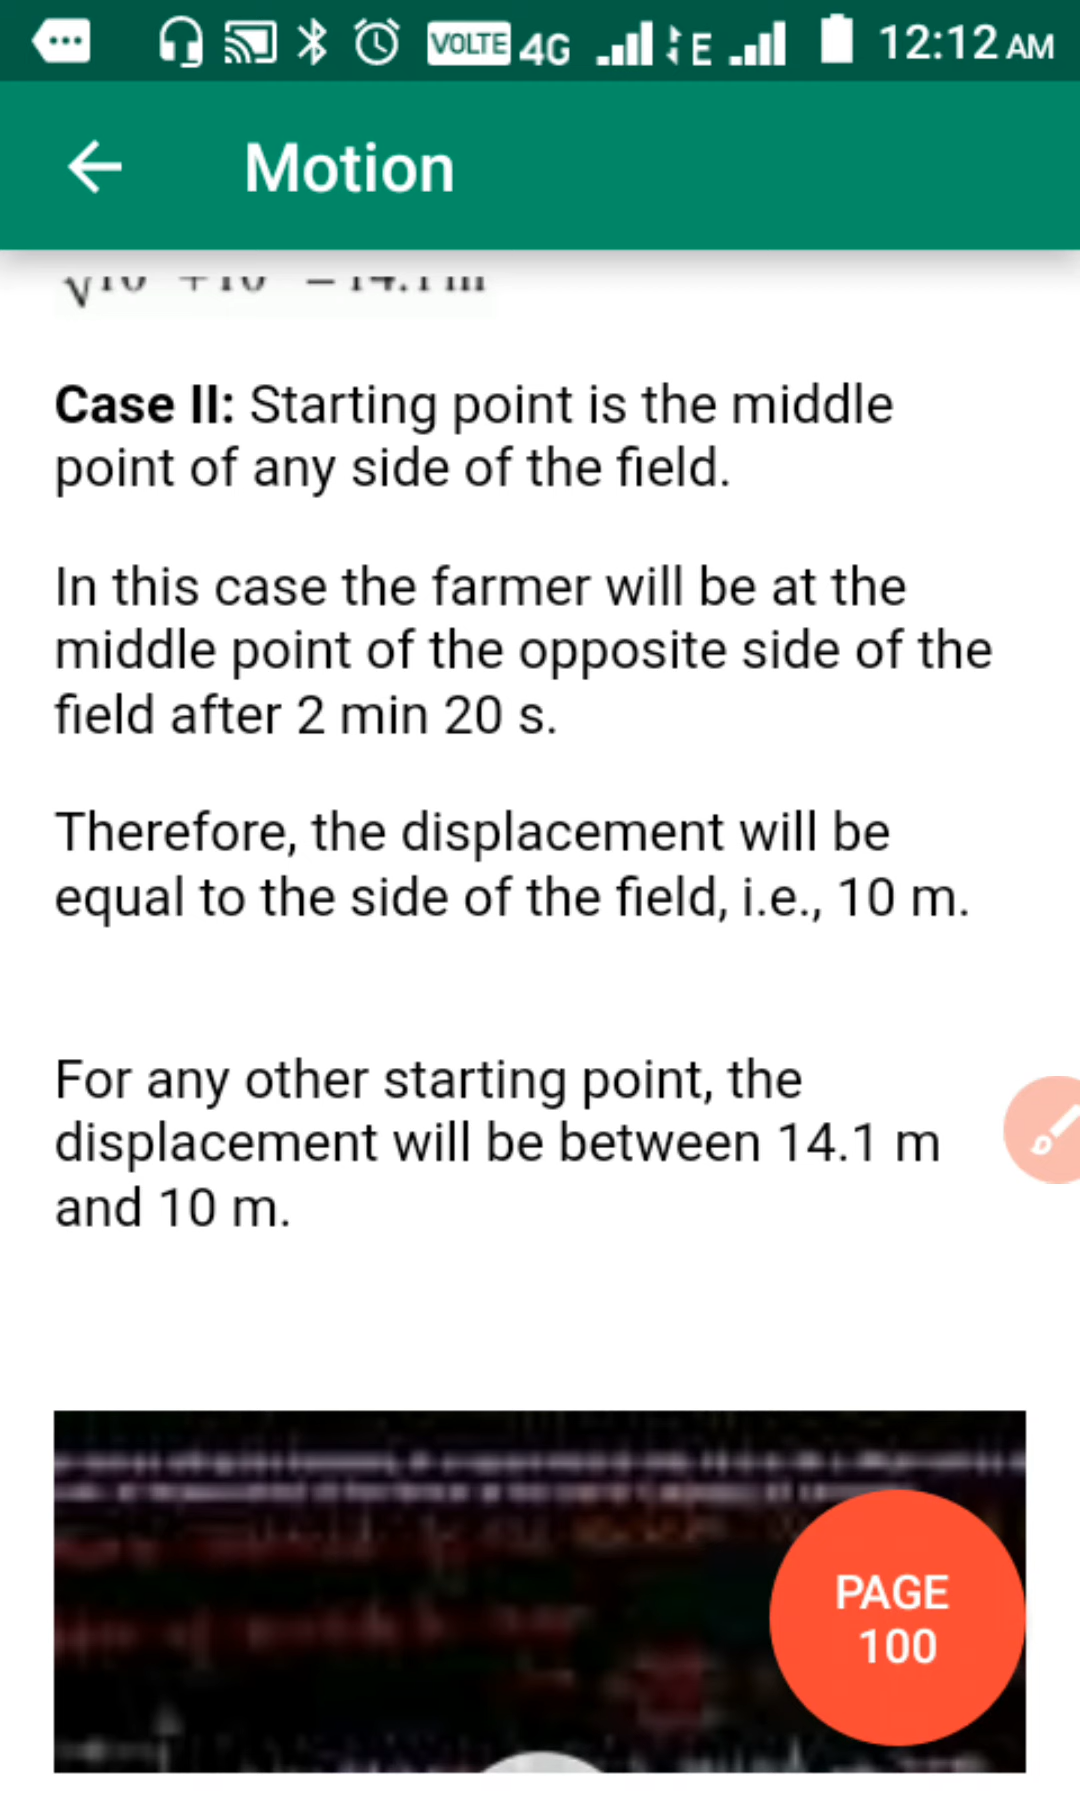 VOLTE 4G E 12:12 AM
Motion
Case II: Starting point is the middle
point of any side of the field.
In this case the farmer will be at the
middle point of the opposite side of the
field after 2 min 20 s.
Therefore, the displacement will be
equal to the side of the field, i.e., 10 m.
For any other starting point, the
displacement will be between 14.1 m
and 10 m.
PAGE
100